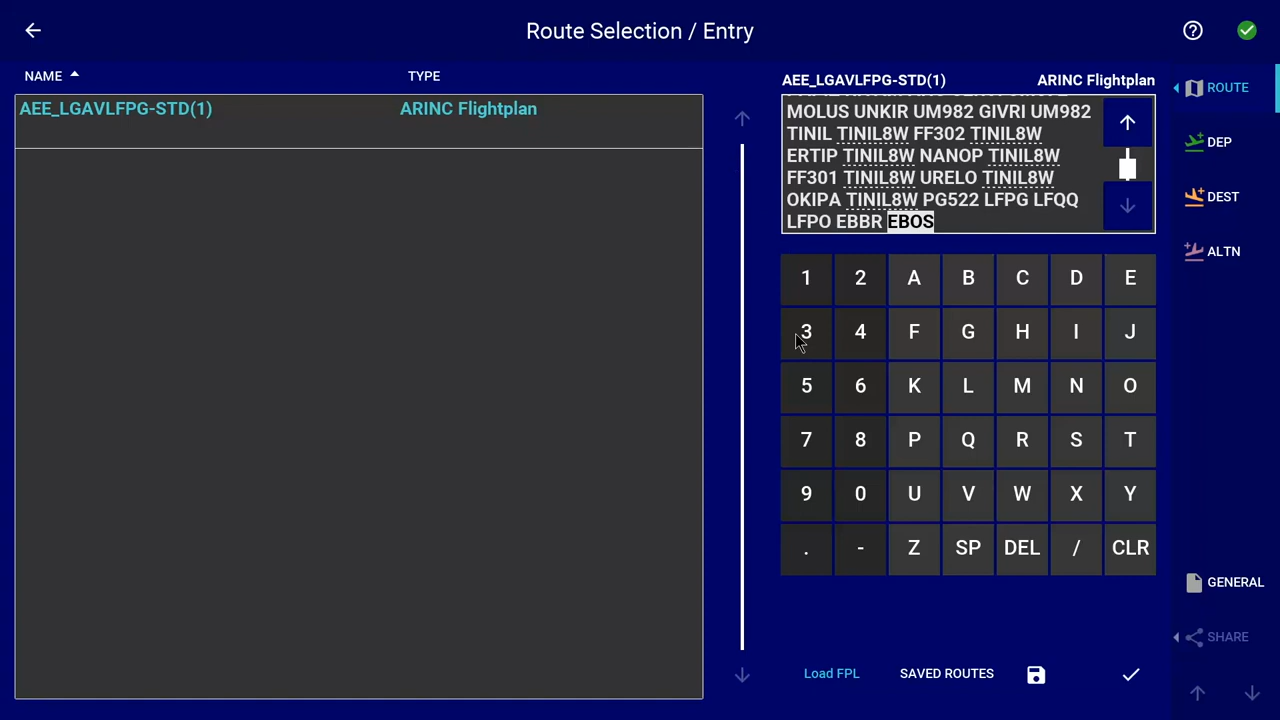 Route Selection / Entry
NAME
TYPE
AEE_LGAVLFPG-STD(1)
ARINC Flightplan
AEE_LGAVLFPG-STD(1)
ARINC Flightplan
MOLUS UNKIR UM982 GIVRI UM982
TINIL TINIL8W FF302 TINIL8W
ERTIP TINIL8W NANOP TINIL8W
FF301 TINIL8W URELO TINIL8W
OKIPA TINIL8W PG522 LFPG LFQQ
LFPO EBBR EBOS
1 2 A B C D E
3 4 F G H I J
5 6 K L M N O
7 8 P Q R S T
9 0 U V W X Y
. - Z SP DEL / CLR
Load FPL
SAVED ROUTES
ROUTE
DEP
DEST
ALTN
GENERAL
SHARE